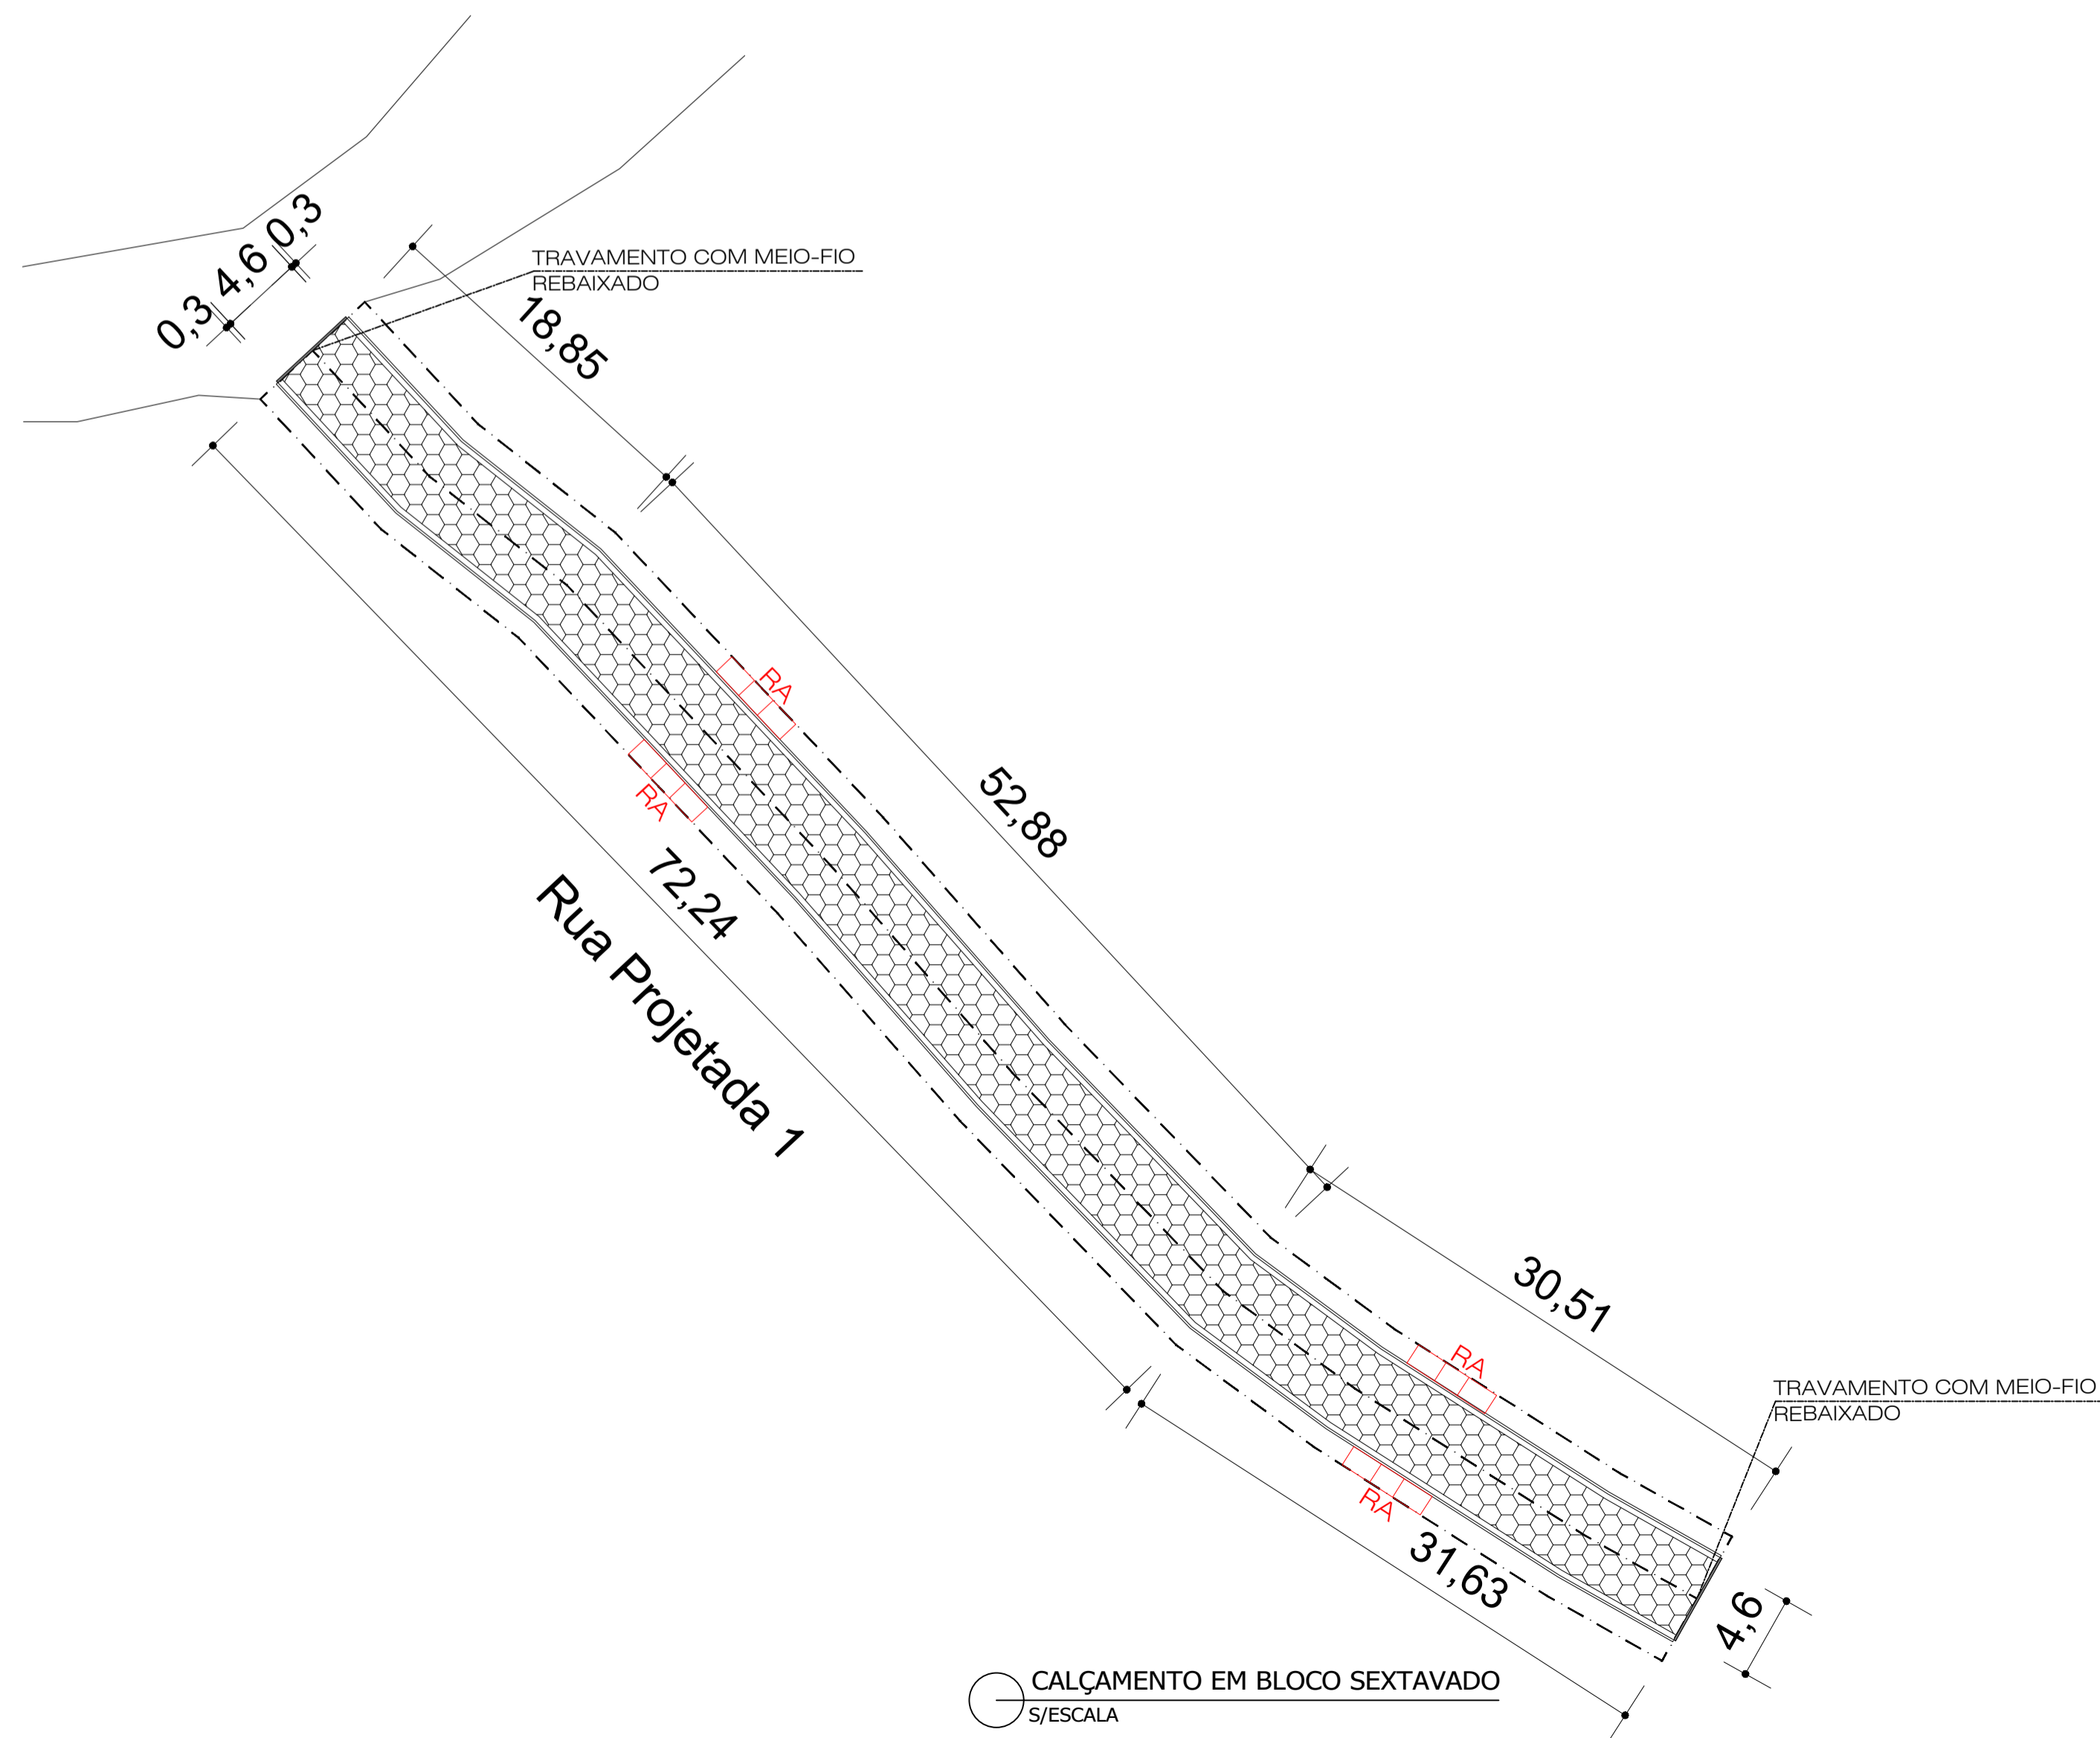 0,3
4,6
0,3
TRAVAMENTO COM MEIO-FIO
REBAIXADO
18,85
RA
RA
52,88
72,24
Rua Projetada 1
30,51
RA
TRAVAMENTO COM MEIO-FIO
REBAIXADO
RA
31,63
4,6
CALÇAMENTO EM BLOCO SEXTAVADO
S/ESCALA